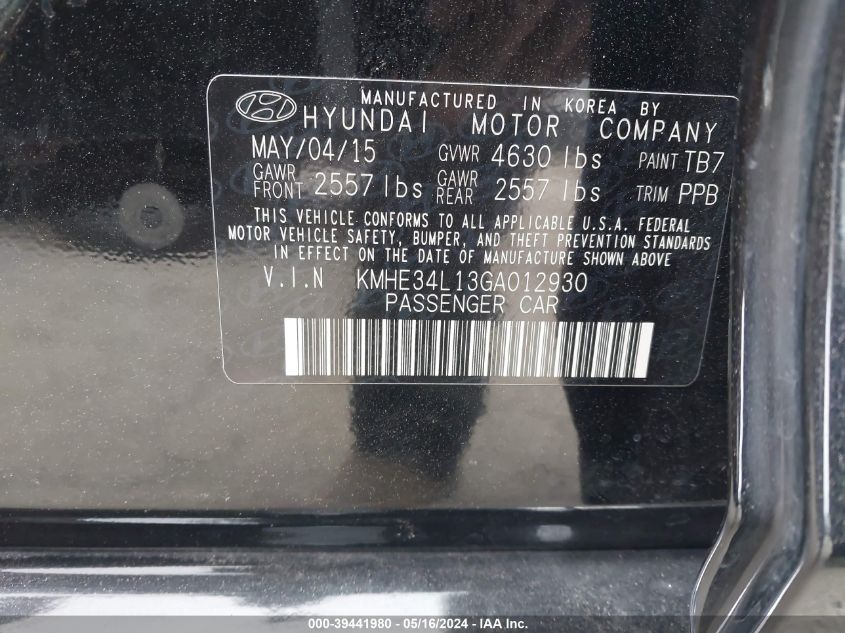 MANUFACTURED IN KOREA BY
HYUNDAI MOTOR COMPANY
MAY/04/15 GVWR 4630 lbs PAINT TB7
GAWR FRONT 2557 lbs GAWR REAR 2557 lbs TRIM PPB
THIS VEHICLE CONFORMS TO ALL APPLICABLE U.S.A. FEDERAL
MOTOR VEHICLE SAFETY, BUMPER, AND THEFT PREVENTION STANDARDS
IN EFFECT ON THE DATE OF MANUFACTURE SHOWN ABOVE
V.I.N KMHE34L13GA012930
PASSENGER CAR
000-39441980 - 05/16/2024 - IAA Inc.